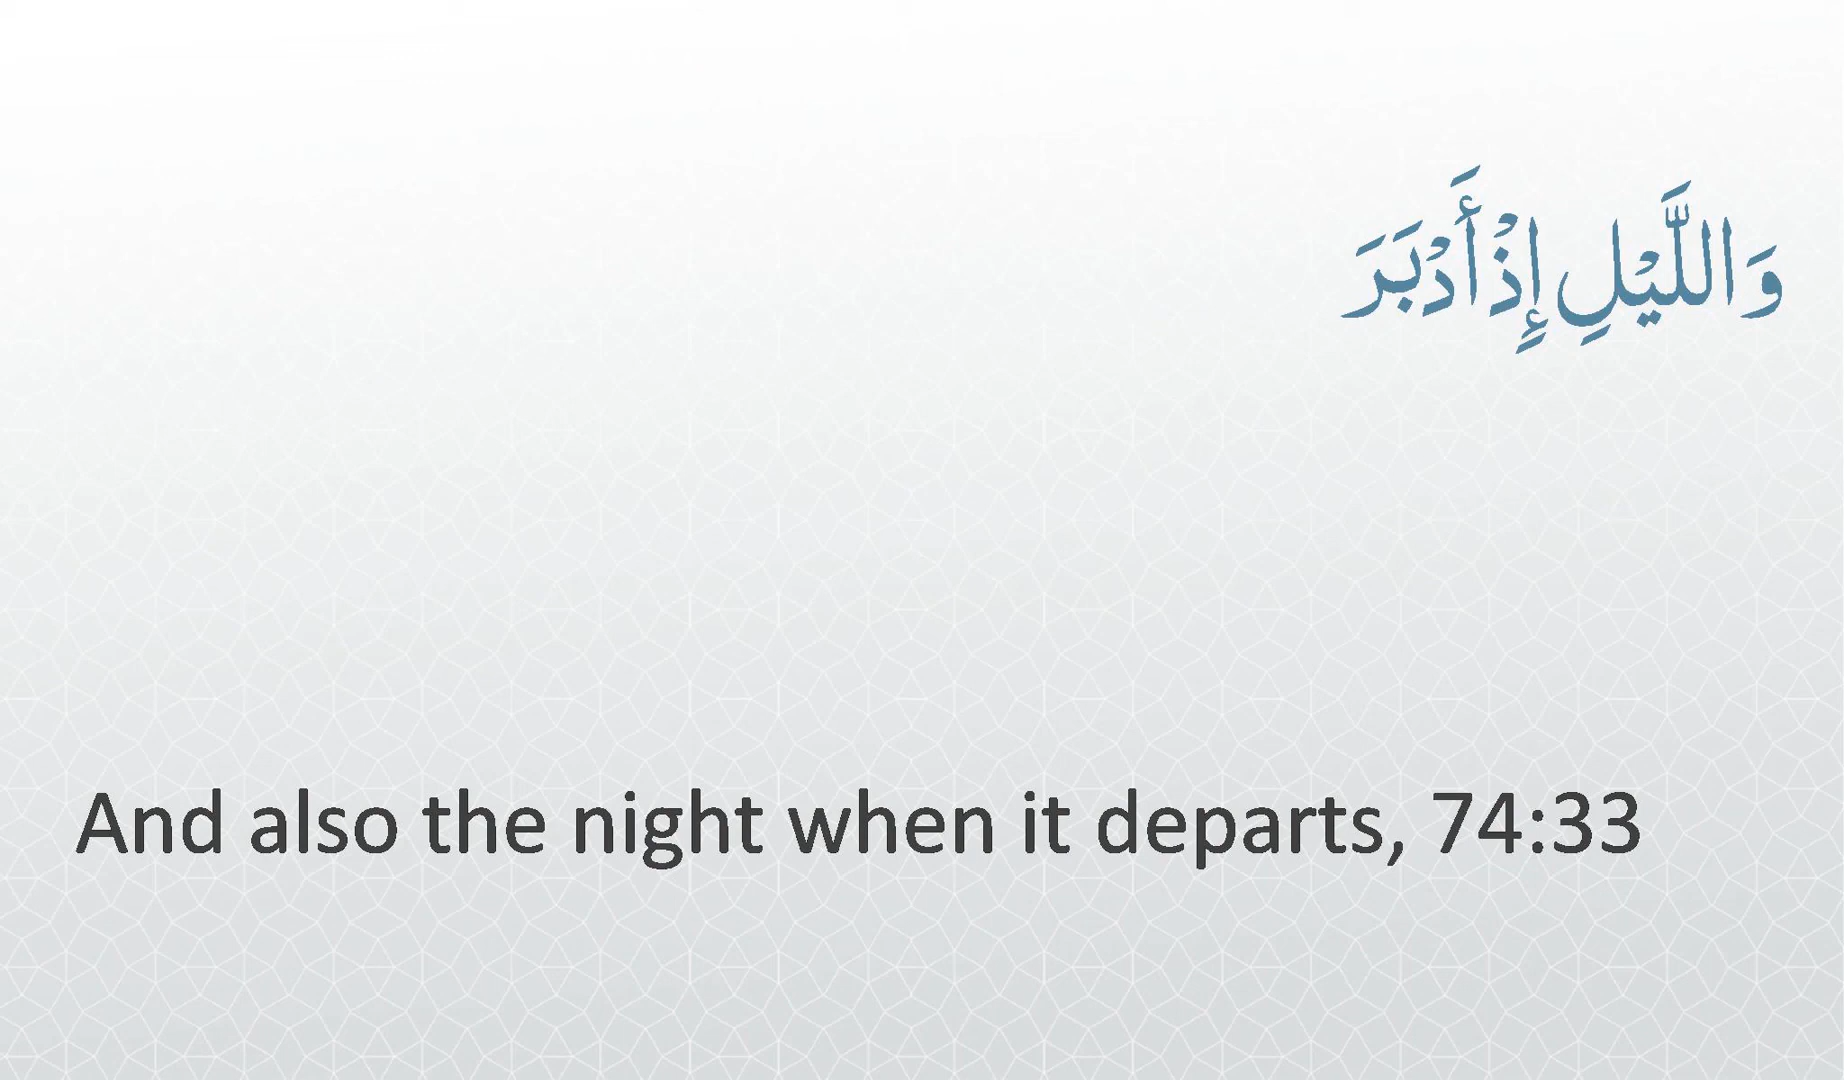 وَاللَّيْلِ إِذْ أَدْبَرَ
And also the night when it departs, 74:33